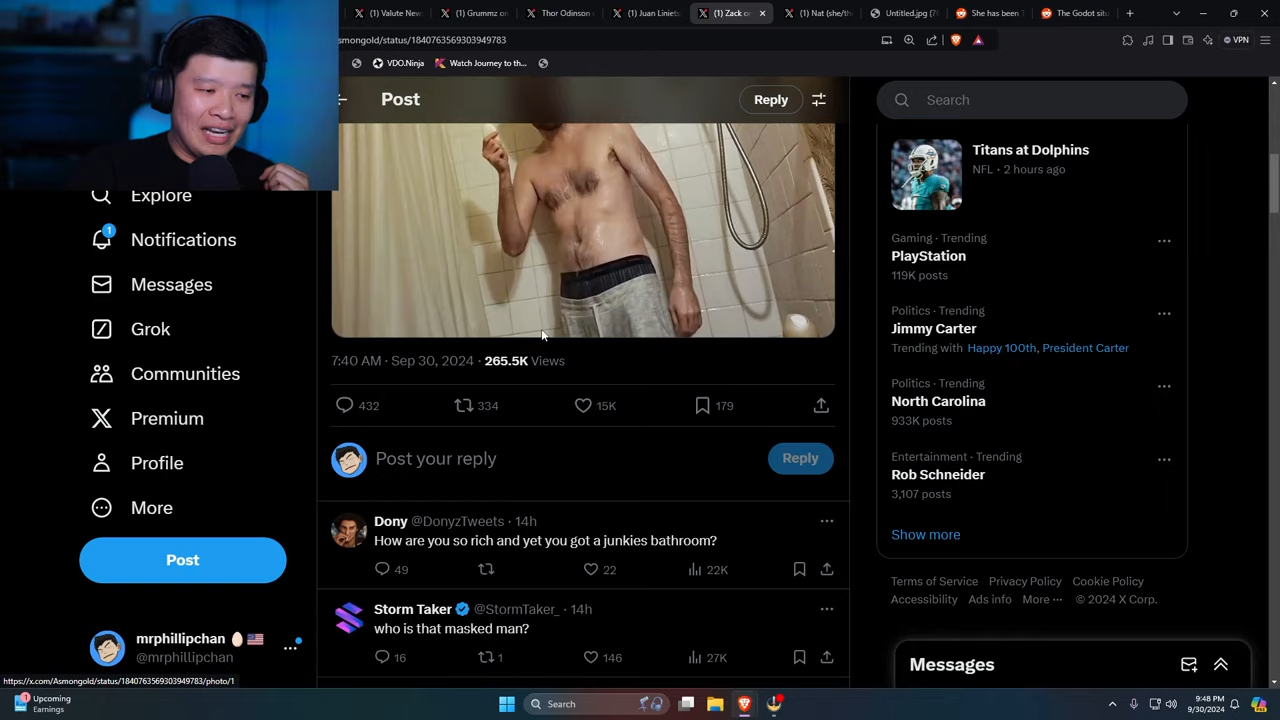 (1) Valute New
(1) Grummz on
Thor Odinson
(1) Juan Liniets
(1) Zack o
(1) Nat (she/the
Untitled.jpg (7
She has been 1
The Godot situ
asmongold/status/1840763569303949783
VPN
VDO.Ninja
Watch Journey to th...
Post
Reply
Search
Explore
Notifications
1
Messages
Grok
Communities
Premium
Profile
More
Post
mrphillipchan
@mrphillipchan
7:40 AM · Sep 30, 2024 · 265.5K Views
432
334
15K
179
Post your reply
Reply
Dony @DonyzTweets · 14h
How are you so rich and yet you got a junkies bathroom?
49
22
22K
Storm Taker @StormTaker_ · 14h
who is that masked man?
16
1
146
27K
Titans at Dolphins
NFL · 2 hours ago
Gaming · Trending
PlayStation
119K posts
Politics · Trending
Jimmy Carter
Trending with Happy 100th, President Carter
Politics · Trending
North Carolina
933K posts
Entertainment · Trending
Rob Schneider
3,107 posts
Show more
Terms of Service Privacy Policy Cookie Policy
Accessibility Ads info More ··· © 2024 X Corp.
Messages
https://x.com/Asmongold/status/1840763569303949783/photo/1
1
Upcoming
Earnings
Search
9:48 PM
9/30/2024